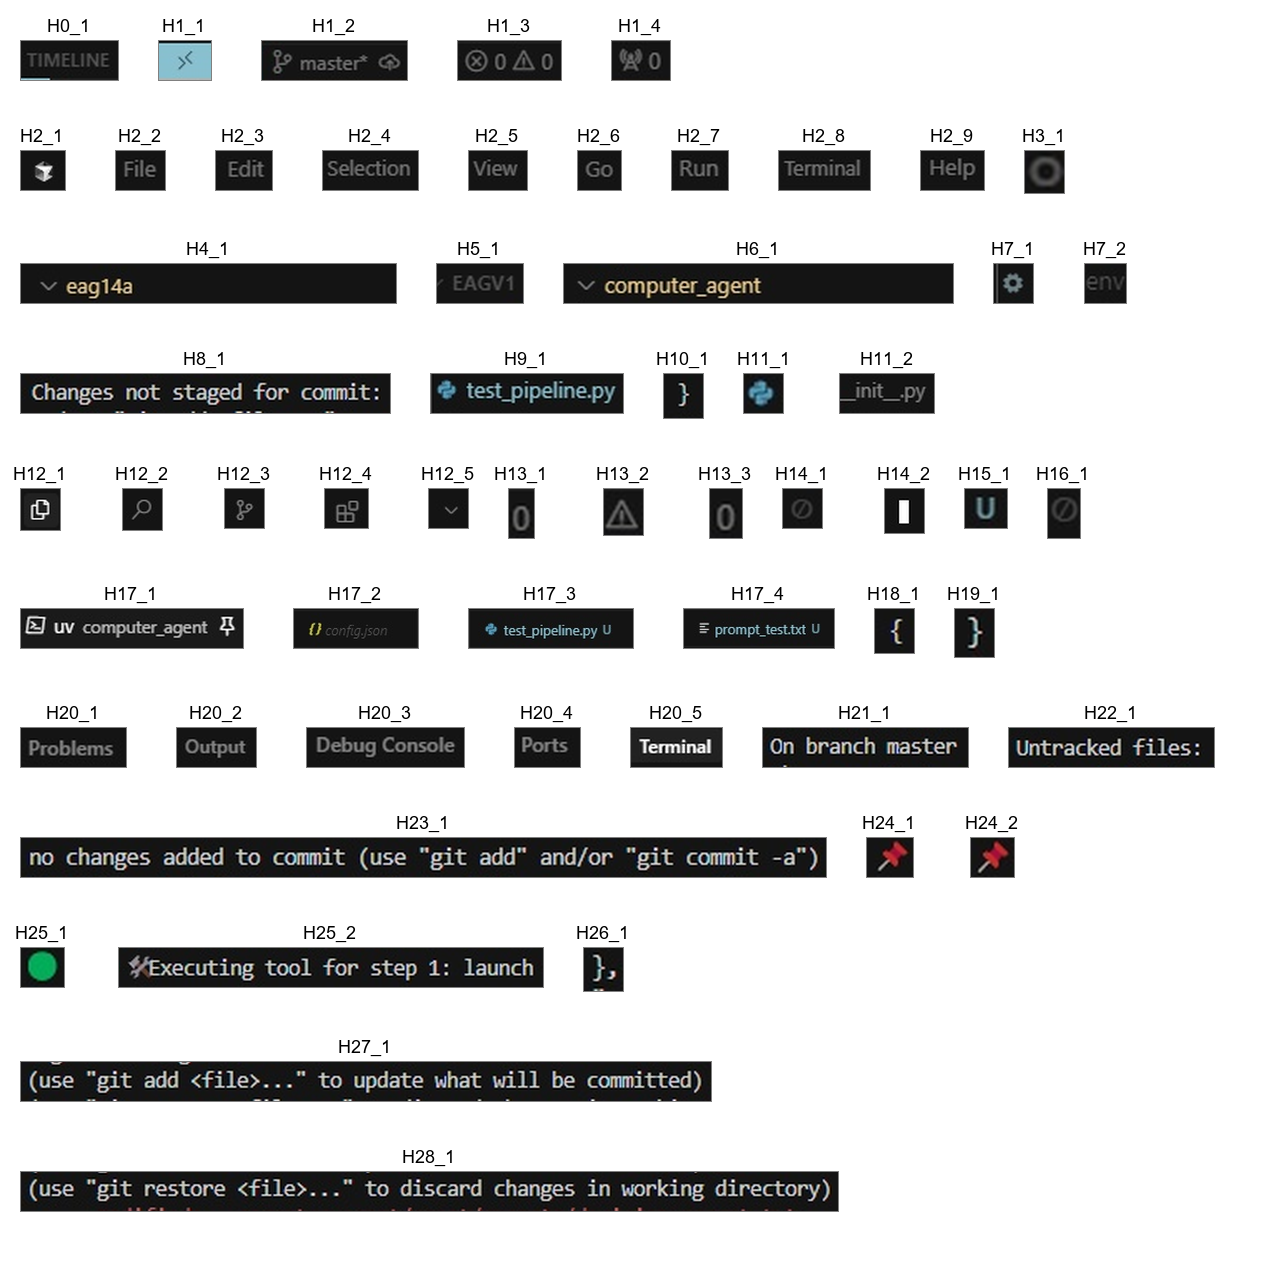 H0_1 H1_1 H1_2 H1_3 H1_4
TIMELINE master* 0 0 0
H2_1 H2_2 H2_3 H2_4 H2_5 H2_6 H2_7 H2_8 H2_9 H3_1
File Edit Selection View Go Run Terminal Help
H4_1 H5_1 H6_1 H7_1 H7_2
eag14a EAGV1 computer_agent env
H8_1 H9_1 H10_1 H11_1 H11_2
Changes not staged for commit: test_pipeline.py } __init__.py
H12_1 H12_2 H12_3 H12_4 H12_5 H13_1 H13_2 H13_3 H14_1 H14_2 H15_1 H16_1
0 0 U
H17_1 H17_2 H17_3 H17_4 H18_1 H19_1
UV computer_agent {} config.json test_pipeline.py U prompt_test.txt U { }
H20_1 H20_2 H20_3 H20_4 H20_5 H21_1 H22_1
Problems Output Debug Console Ports Terminal On branch master Untracked files:
H23_1 H24_1 H24_2
no changes added to commit (use "git add" and/or "git commit -a")
H25_1 H25_2 H26_1
Executing tool for step 1: launch },
H27_1
(use "git add <file>..." to update what will be committed)
H28_1
(use "git restore <file>..." to discard changes in working directory)